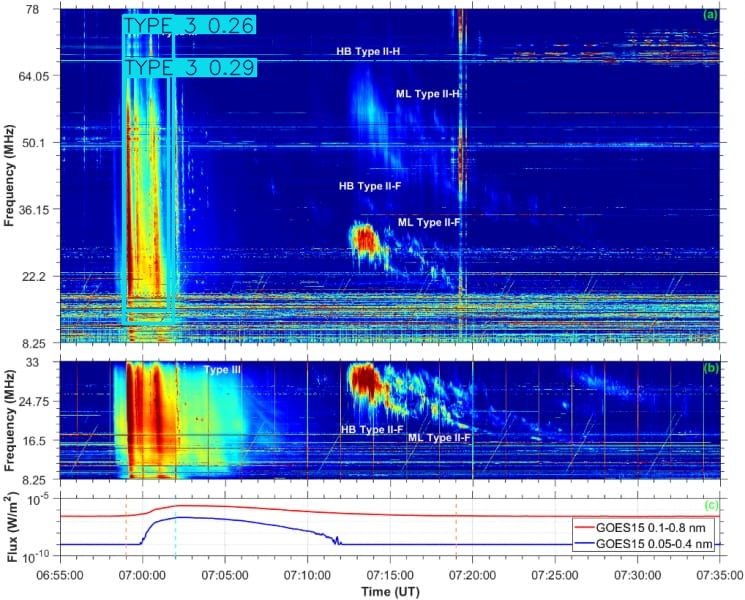 78
(a)
TYPE 3 0.26
HB Type II-H
TYPE 3 0.29
64.05
ML Type II-H
50.1
Frequency (MHz)
HB Type II-F
36.15
ML Type II-F
22.2
8.25
33
(b)
Type III
24.75
Frequency (MHz)
HB Type II-F
ML Type II-F
16.5
8.25
10-5
(c)
Flux (W/m2)
GOES15 0.1-0.8 nm
GOES15 0.05-0.4 nm
10-10
06:55:00 07:00:00 07:05:00 07:10:00 07:15:00 07:20:00 07:25:00 07:30:00 07:35:00
Time (UT)